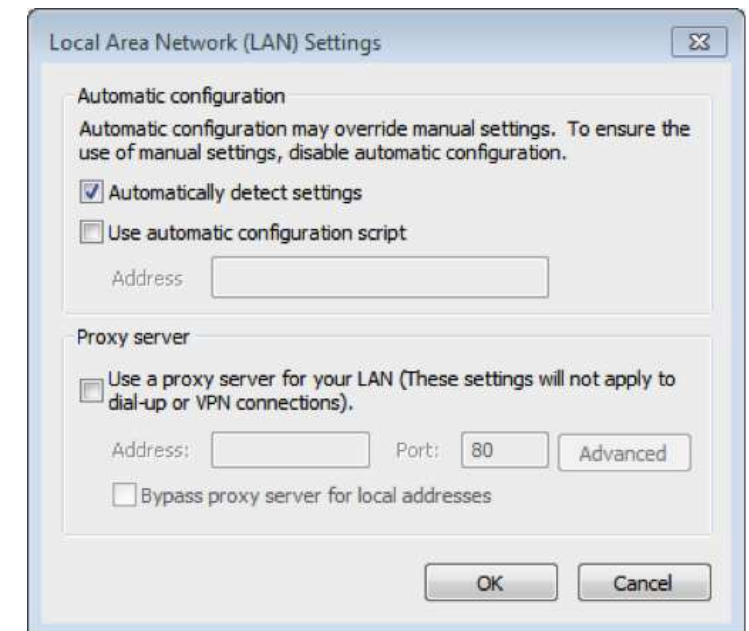 Local Area Network (LAN) Settings
Automatic configuration
Automatic configuration may override manual settings. To ensure the
use of manual settings, disable automatic configuration.
Automatically detect settings
Use automatic configuration script
Address
Proxy server
Use a proxy server for your LAN (These settings will not apply to
dial-up or VPN connections).
Address: Port: 80 Advanced
Bypass proxy server for local addresses
OK Cancel